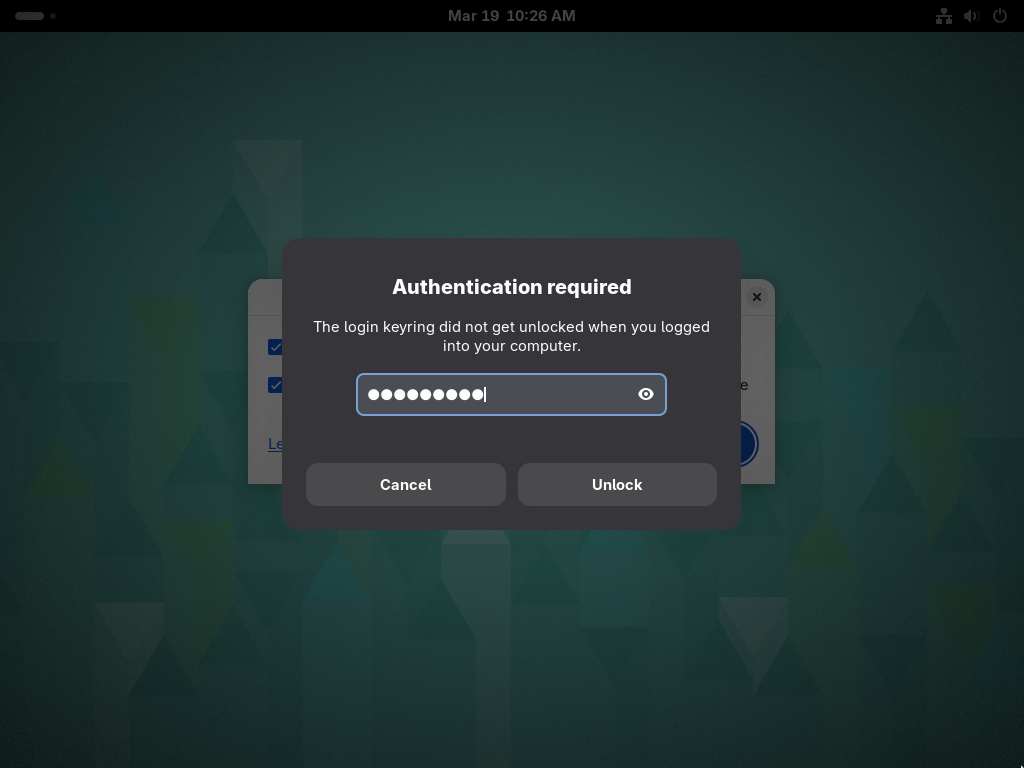 Mar 19 10:26 AM
Authentication required
The login keyring did not get unlocked when you logged
into your computer.
●●●●●●●●●
Cancel
Unlock